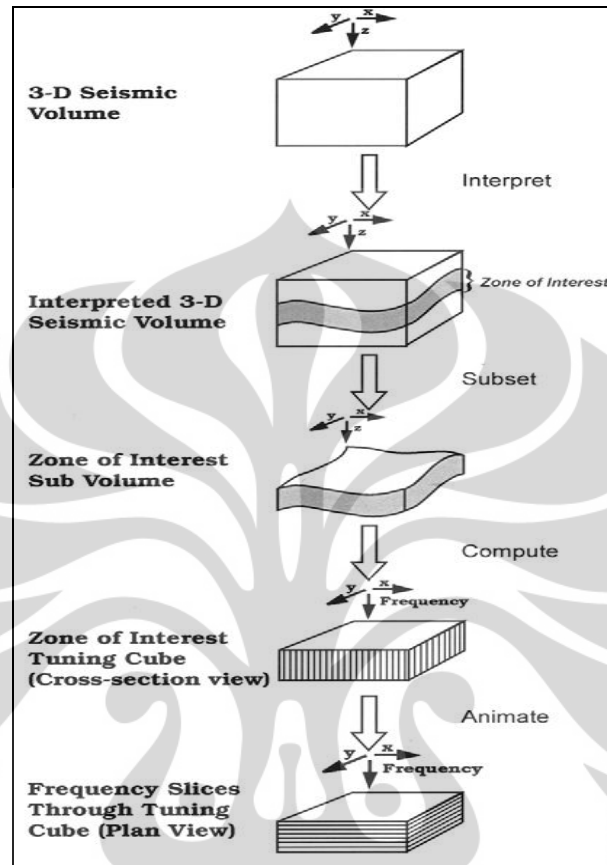 y x
z
3-D Seismic
Volume
Interpret
y x
z
Zone of Interest
Interpreted 3-D
Seismic Volume
Subset
y x
z
Zone of Interest
Sub Volume
Compute
y x
Frequency
Zone of Interest
Tuning Cube
(Cross-section view)
Animate
y x
Frequency
Frequency Slices
Through Tuning
Cube (Plan View)